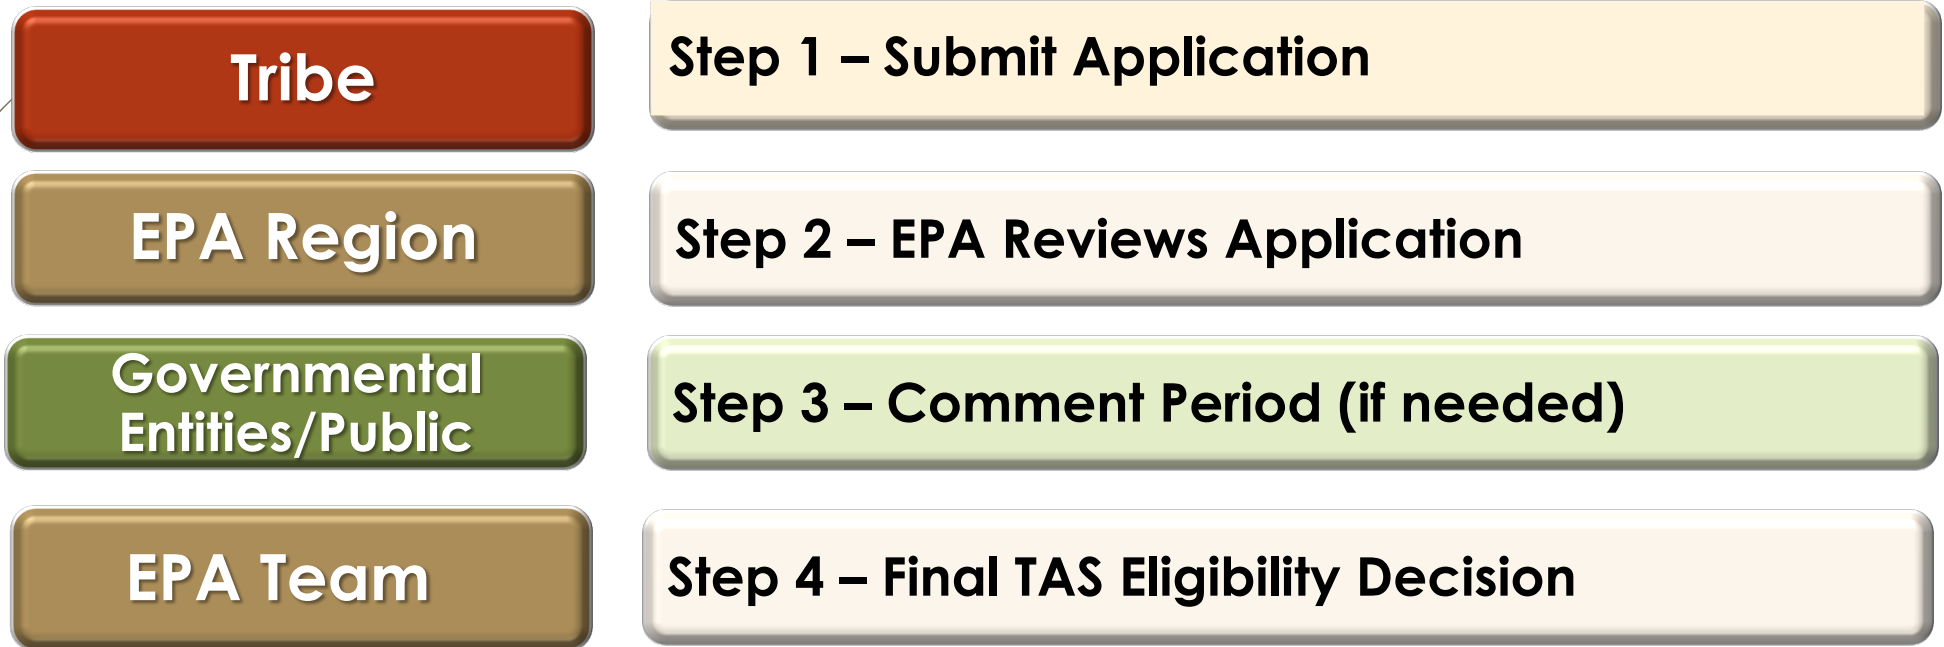 Tribe
Step 1 – Submit Application
EPA Region
Step 2 – EPA Reviews Application
Governmental
Entities/Public
Step 3 – Comment Period (if needed)
EPA Team
Step 4 – Final TAS Eligibility Decision